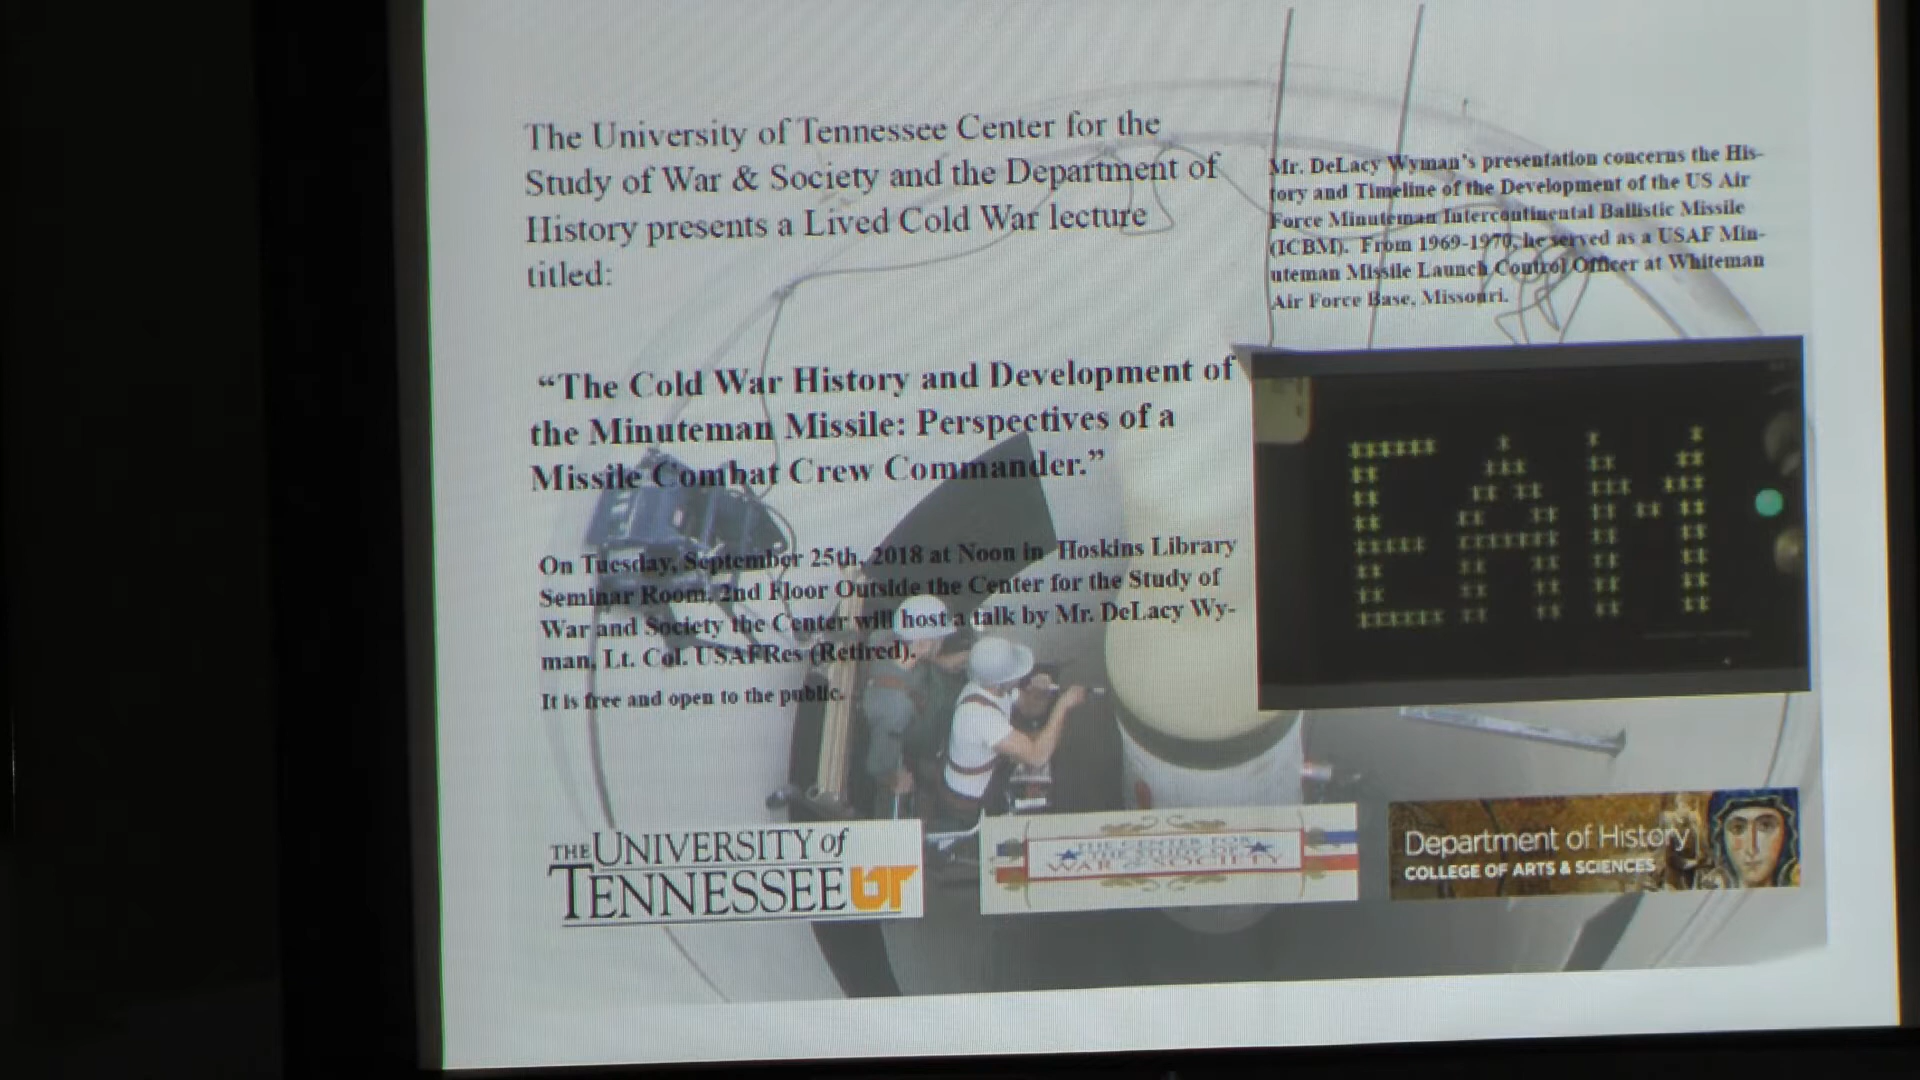 The University of Tennessee Center for the
Study of War & Society and the Department of
History presents a Lived Cold War lecture
titled:
Mr. DeLacy Wyman's presentation concerns the His-
tory and Timeline of the Development of the US Air
Force Minuteman Intercontinental Ballistic Missile
(ICBM). From 1969-1970, he served as a USAF Min-
uteman Missile Launch Control Officer at Whiteman
Air Force Base, Missouri.
“The Cold War History and Development of
the Minuteman Missile: Perspectives of a
Missile Combat Crew Commander.”
EAM
On Tuesday, September 25th, 2018 at Noon in Hoskins Library
Seminar Room, 2nd Floor Outside the Center for the Study of
War and Society the Center will host a talk by Mr. DeLacy Wy-
man, Lt. Col. USAFRes (Retired).
It is free and open to the public.
THE UNIVERSITY of
TENNESSEE UT
THE CENTER FOR
WAR & SOCIETY
Department of History
COLLEGE OF ARTS & SCIENCES